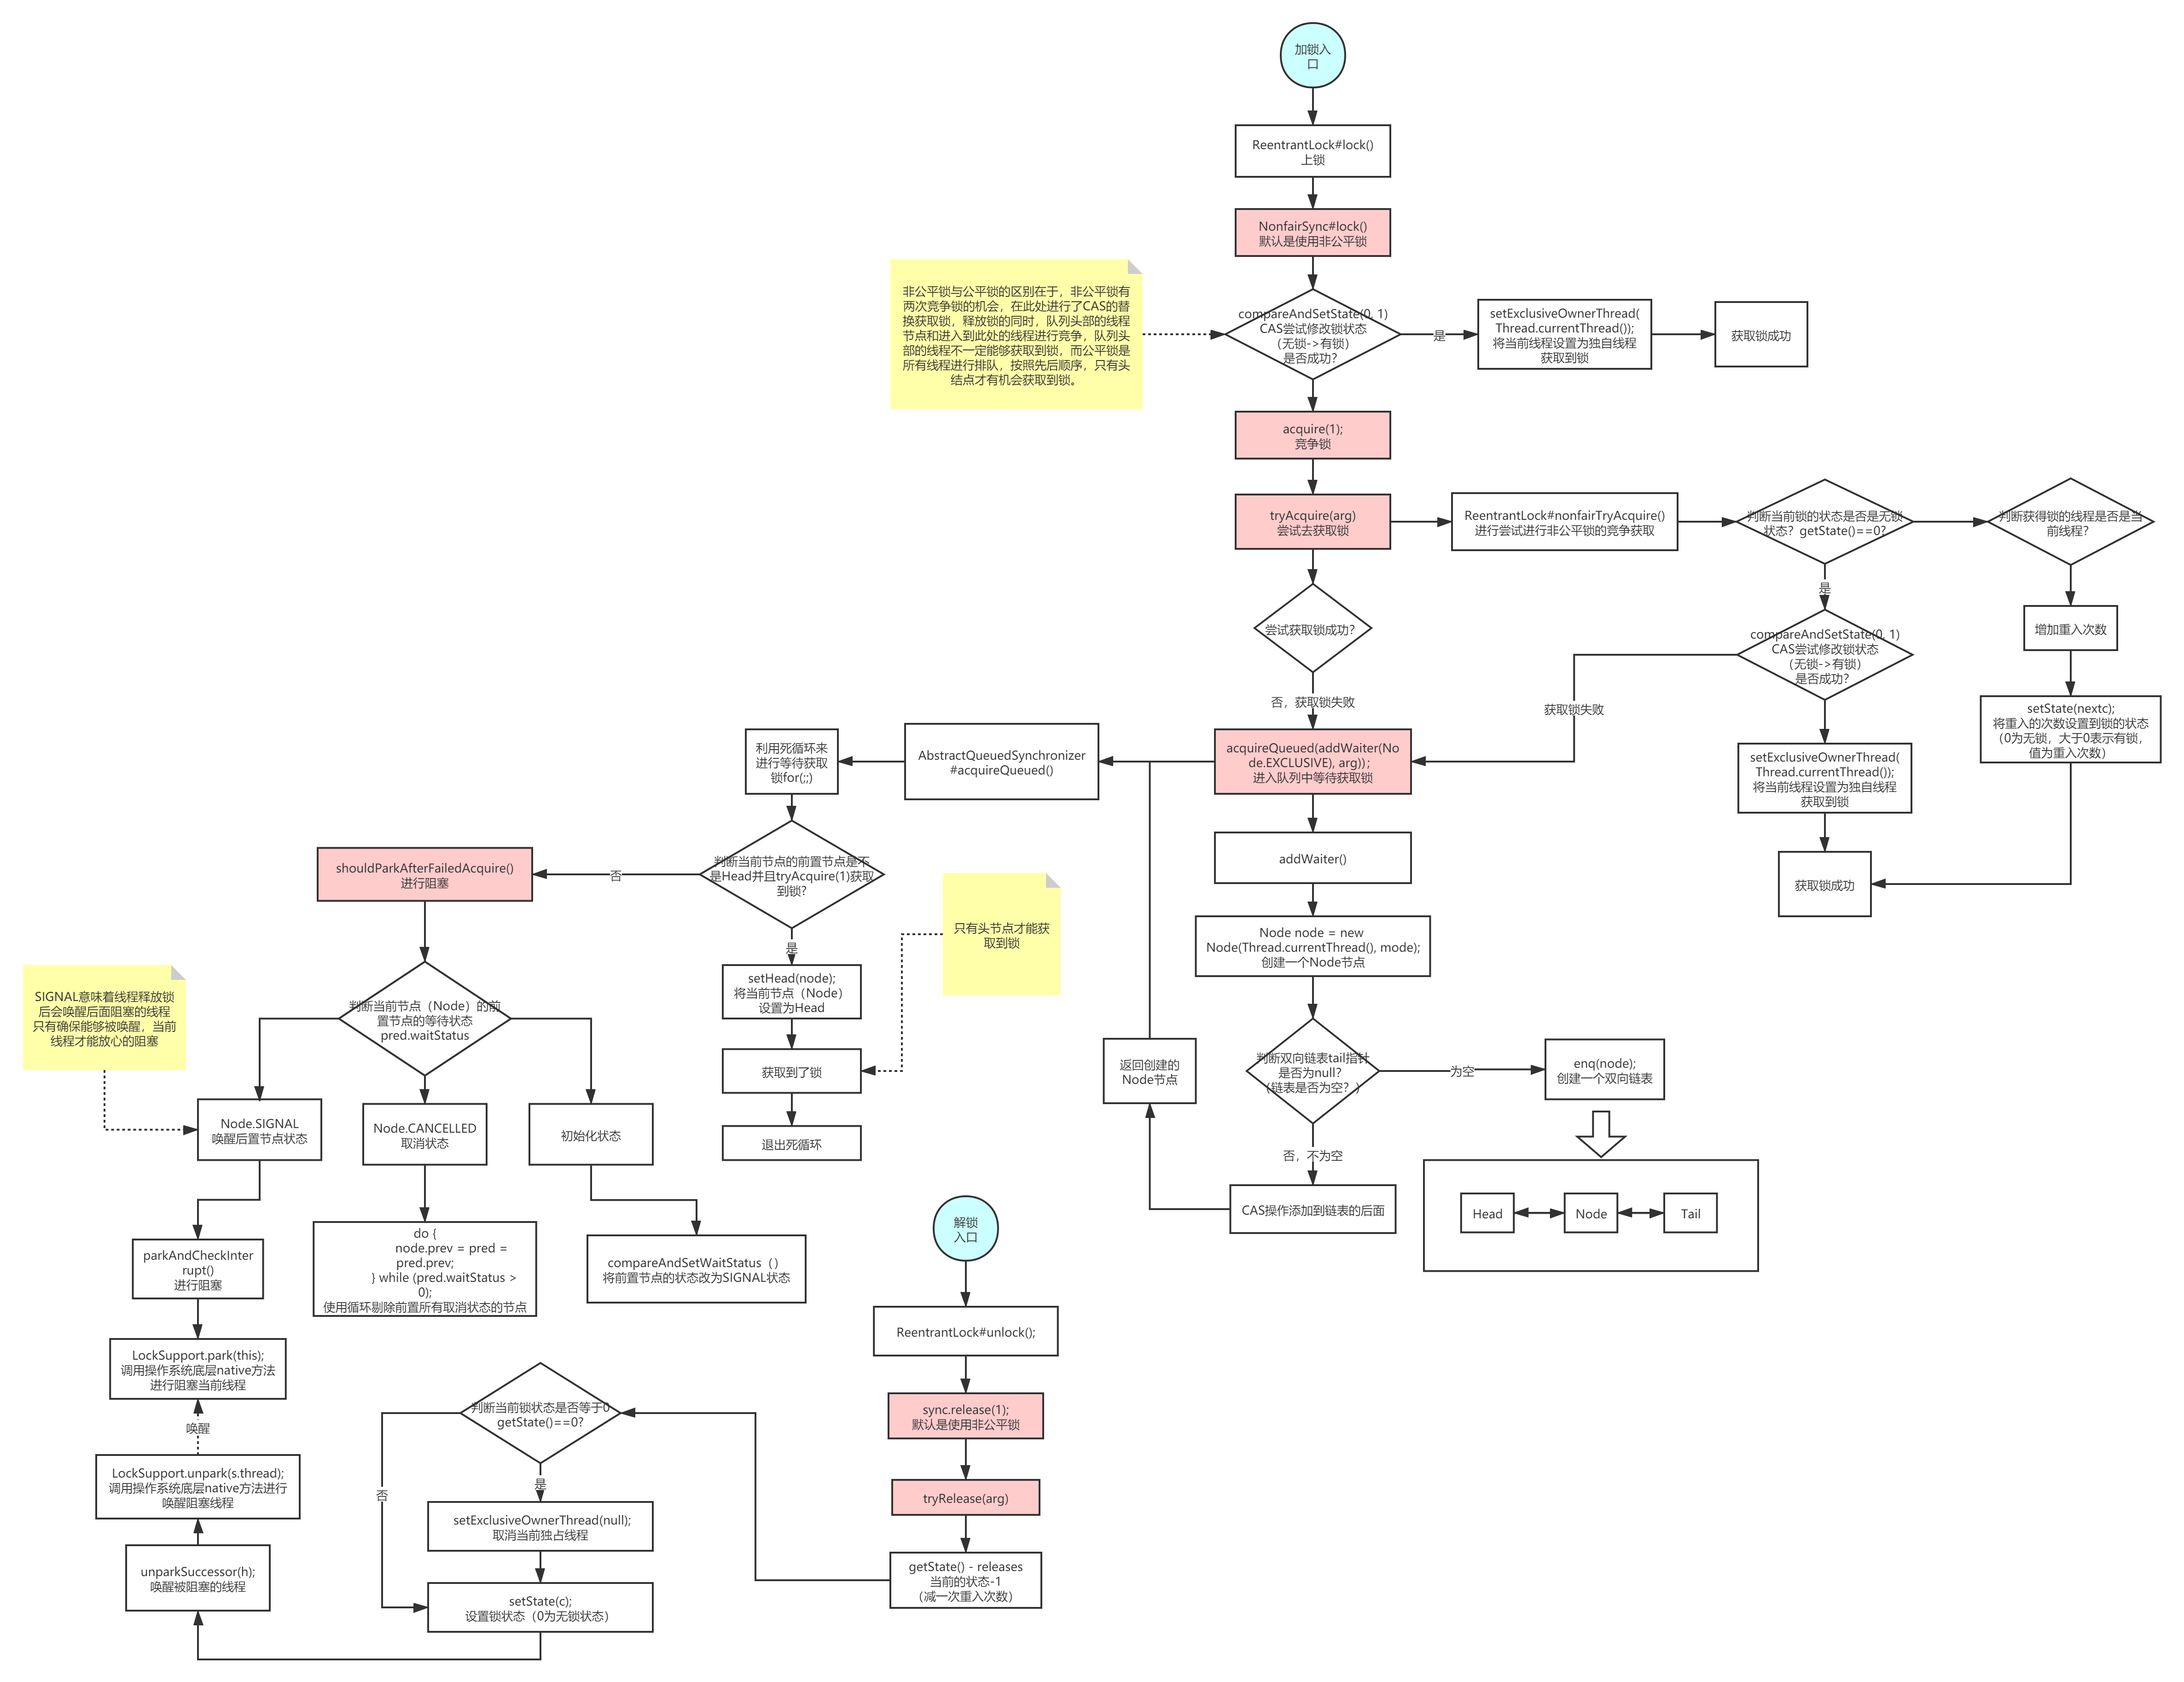 加锁入
口
ReentrantLock#lock()
上锁
NonfairSync#lock()
默认是使用非公平锁
非公平锁与公平锁的区别在于，非公平锁有
两次竞争锁的机会，在此处进行了CAS的替
换获取锁，释放锁的同时，队列头部的线程
节点和进入到此处的线程进行竞争，队列头
部的线程不一定能够获取到锁，而公平锁是
所有线程进行排队，按照先后顺序，只有头
结点才有机会获取到锁。
compareAndSetState(0, 1)
CAS尝试修改锁状态
（无锁->有锁）
是否成功？
是
setExclusiveOwnerThread(
Thread.currentThread());
将当前线程设置为独自线程
获取到锁
获取锁成功
acquire(1);
竞争锁
tryAcquire(arg)
尝试去获取锁
ReentrantLock#nonfairTryAcquire()
进行尝试进行非公平锁的竞争获取
判断当前锁的状态是否是无锁
状态？getState()==0?
判断获得锁的线程是否是当
前线程？
是
尝试获取锁成功？
compareAndSetState(0, 1)
CAS尝试修改锁状态
（无锁->有锁）
是否成功？
增加重入次数
否，获取锁失败
获取锁失败
setState(nextc);
将重入的次数设置到锁的状态
（0为无锁，大于0表示有锁，
值为重入次数）
利用死循环来
进行等待获取
锁for(;;)
AbstractQueuedSynchronizer
#acquireQueued()
acquireQueued(addWaiter(No
de.EXCLUSIVE), arg));
进入队列中等待获取锁
setExclusiveOwnerThread(
Thread.currentThread());
将当前线程设置为独自线程
获取到锁
shouldParkAfterFailedAcquire()
进行阻塞
否
判断当前节点的前置节点是不
是Head并且tryAcquire(1)获取
到锁？
addWaiter()
获取锁成功
是
只有头节点才能获
取到锁
Node node = new
Node(Thread.currentThread(), mode);
创建一个Node节点
SIGNAL意味着线程释放锁
后会唤醒后面阻塞的线程
只有确保能够被唤醒，当前
线程才能放心的阻塞
判断当前节点（Node）的前
置节点的等待状态
pred.waitStatus
setHead(node);
将当前节点（Node）
设置为Head
获取到了锁
退出死循环
返回创建的
Node节点
判断双向链表tail指针
是否为null？
（链表是否为空？）
为空
enq(node);
创建一个双向链表
Node.SIGNAL
唤醒后置节点状态
Node.CANCELLED
取消状态
初始化状态
否，不为空
CAS操作添加到链表的后面
Head
Node
Tail
parkAndCheckInter
rupt()
进行阻塞
do {
node.prev = pred =
pred.prev;
} while (pred.waitStatus >
0);
使用循环剔除前置所有取消状态的节点
compareAndSetWaitStatus（）
将前置节点的状态改为SIGNAL状态
解锁
入口
ReentrantLock#unlock();
LockSupport.park(this);
调用操作系统底层native方法
进行阻塞当前线程
唤醒
判断当前锁状态是否等于0
getState()==0?
sync.release(1);
默认是使用非公平锁
LockSupport.unpark(s.thread);
调用操作系统底层native方法进行
唤醒阻塞线程
否
是
tryRelease(arg)
setExclusiveOwnerThread(null);
取消当前独占线程
unparkSuccessor(h);
唤醒被阻塞的线程
getState() - releases
当前的状态-1
（减一次重入次数）
setState(c);
设置锁状态（0为无锁状态）